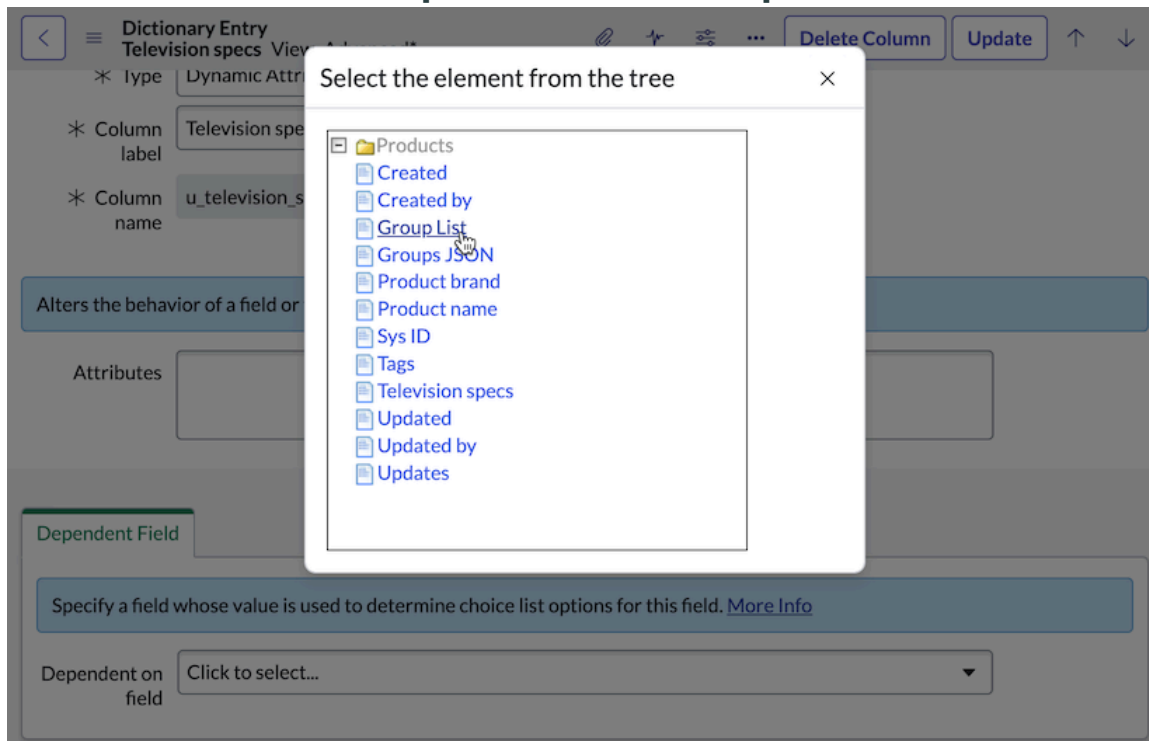 Dictionary Entry
Television specs View
Delete Column
Update
Type
Dynamic Attri
Select the element from the tree
Column label
Television spe
Column name
u_television_s
Products
Created
Created by
Group List
Groups JSON
Product brand
Product name
Sys ID
Tags
Television specs
Updated
Updated by
Updates
Alters the behavior of a field or
Attributes
Dependent Field
Specify a field whose value is used to determine choice list options for this field. More Info
Dependent on field
Click to select...